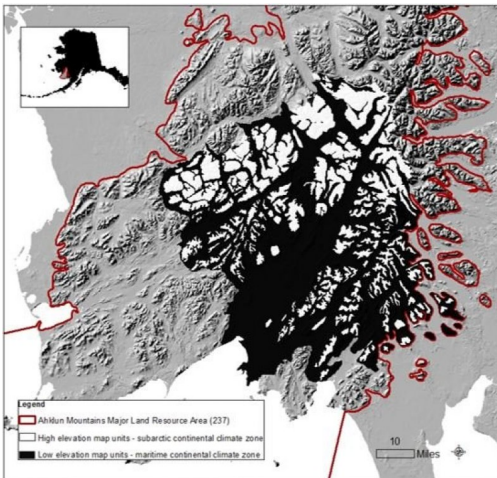 Legend
Ahklun Mountains Major Land Resource Area (237)
High elevation map units - subarctic continental climate zone
Low elevation map units - maritime continental climate zone
10
Miles